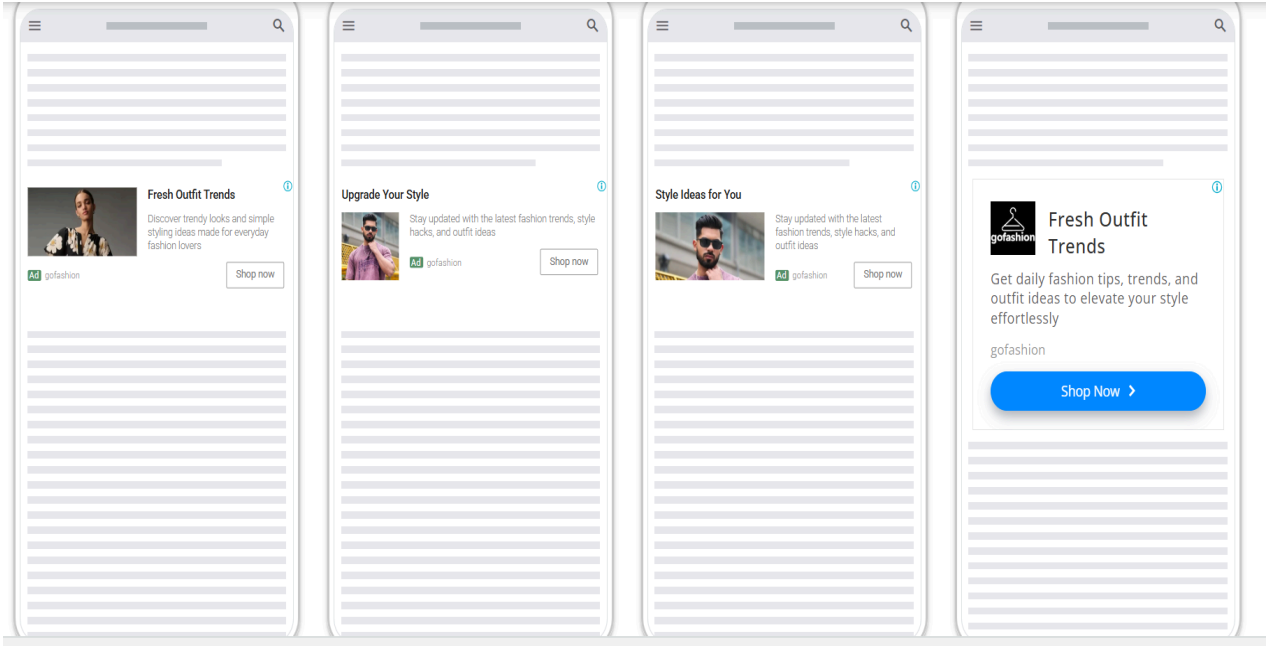 Fresh Outfit Trends
Discover trendy looks and simple
styling ideas made for everyday
fashion lovers
Ad gofashion
Shop now
Upgrade Your Style
Stay updated with the latest fashion trends, style
hacks, and outfit ideas
Ad gofashion
Shop now
Style Ideas for You
Stay updated with the latest
fashion trends, style hacks, and
outfit ideas
Ad gofashion
Shop now
gofashion
Fresh Outfit
Trends
Get daily fashion tips, trends, and
outfit ideas to elevate your style
effortlessly
gofashion
Shop Now